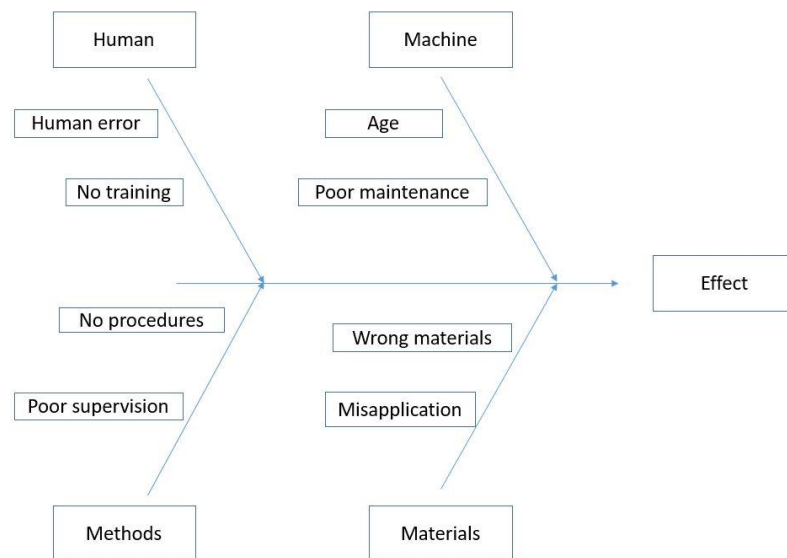 Human
Machine
Human error
Age
No training
Poor maintenance
Effect
No procedures
Wrong materials
Poor supervision
Misapplication
Methods
Materials